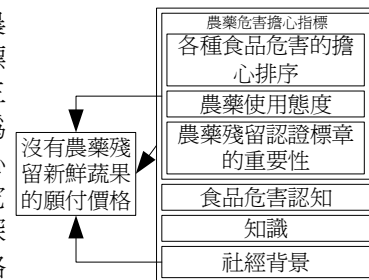 農藥危害擔心指標
各種食品危害的擔
心排序
農藥使用態度
農藥殘留認證標章
的重要性
食品危害認知
知識
社經背景
沒有農藥殘
留新鮮蔬果
的願付價格